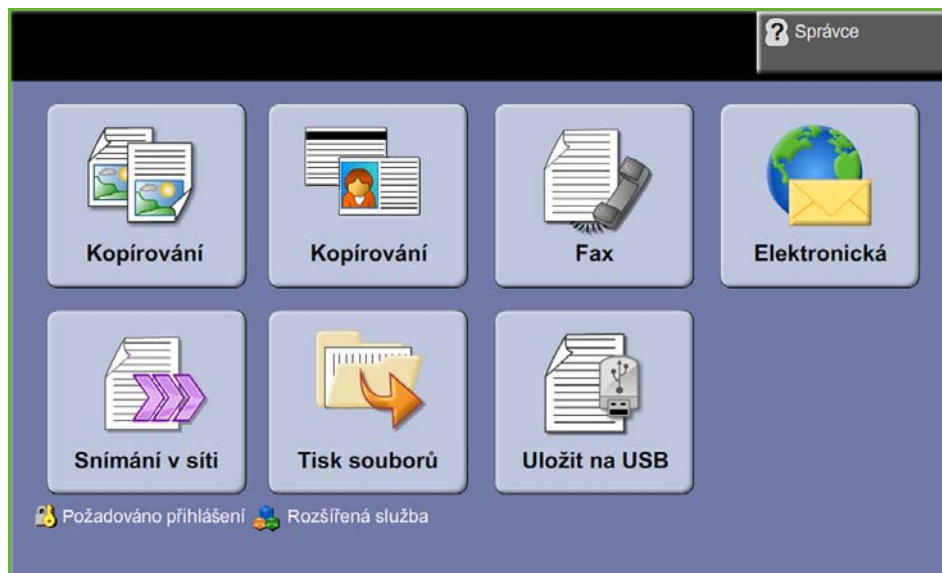 Správce
Kopírování
Kopírování
Fax
Elektronická
Snímání v síti
Tisk souborů
Uložit na USB
Požadováno přihlášení
Rozšířená služba